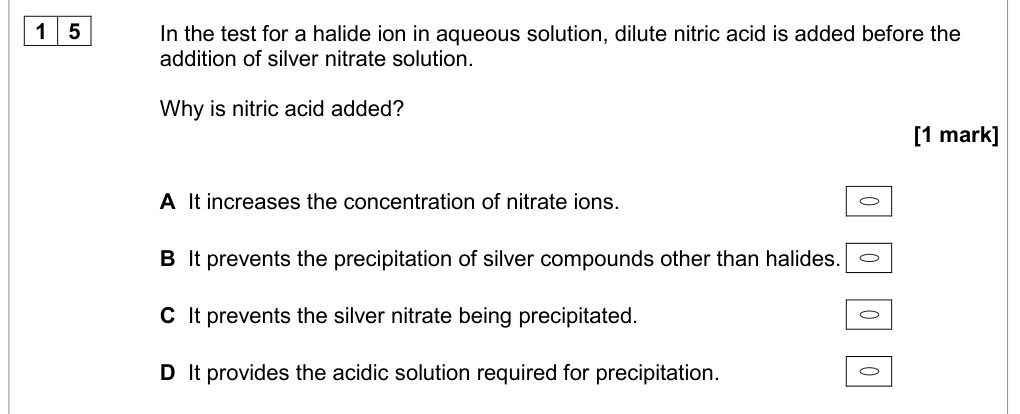 1 5
In the test for a halide ion in aqueous solution, dilute nitric acid is added before the
addition of silver nitrate solution.
Why is nitric acid added?
[1 mark]
A It increases the concentration of nitrate ions.
B It prevents the precipitation of silver compounds other than halides.
C It prevents the silver nitrate being precipitated.
D It provides the acidic solution required for precipitation.